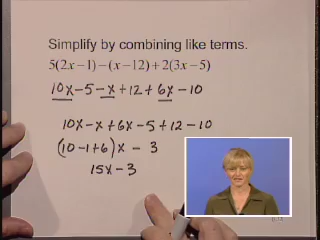 Simplify by combining like terms.
5(2x−1)−(x−12)+2(3x−5)
10x−5−x+12+6x−10
10x−x+6x−5+12−10
(10−1+6)x − 3
15x−3